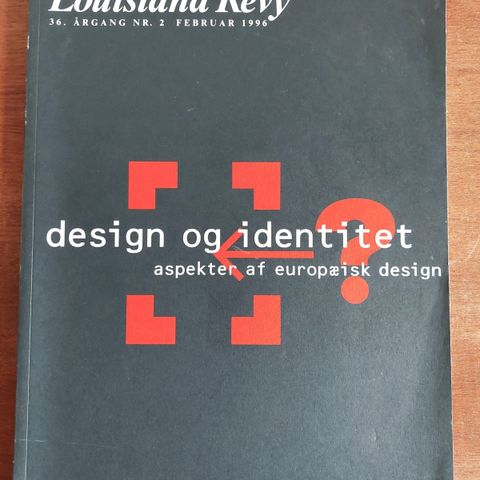 Louisiana Revy
36. ÅRGANG NR. 2 FEBRUAR 1996
design og identitet
aspekter af europæisk design
?